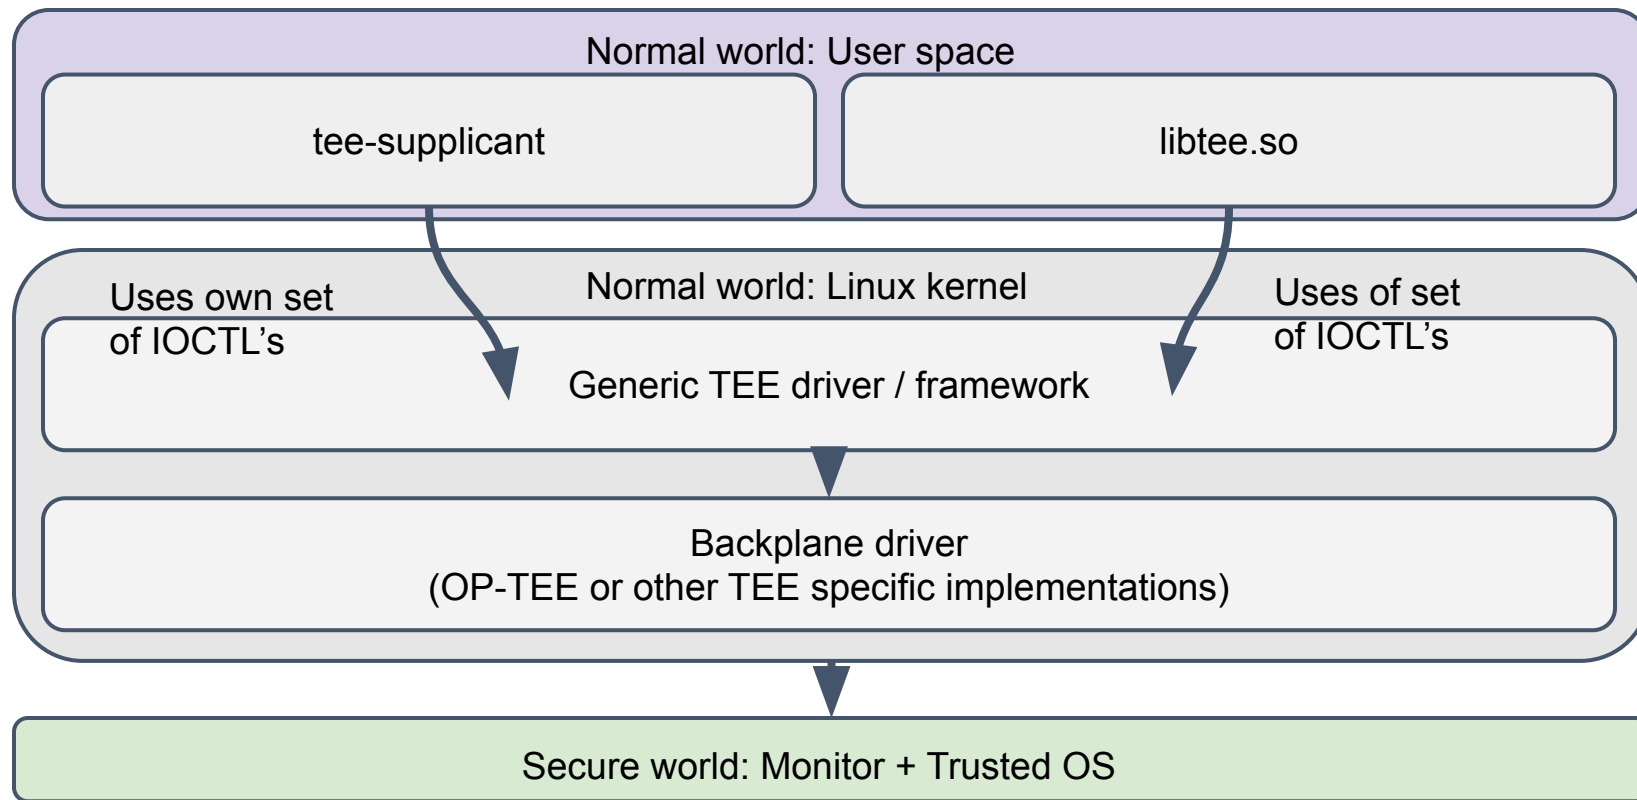 Normal world: User space
tee-supplicant
libtee.so
Normal world: Linux kernel
Uses own set
of IOCTL’s
Uses of set
of IOCTL’s
Generic TEE driver / framework
Backplane driver
(OP-TEE or other TEE specific implementations)
Secure world: Monitor + Trusted OS